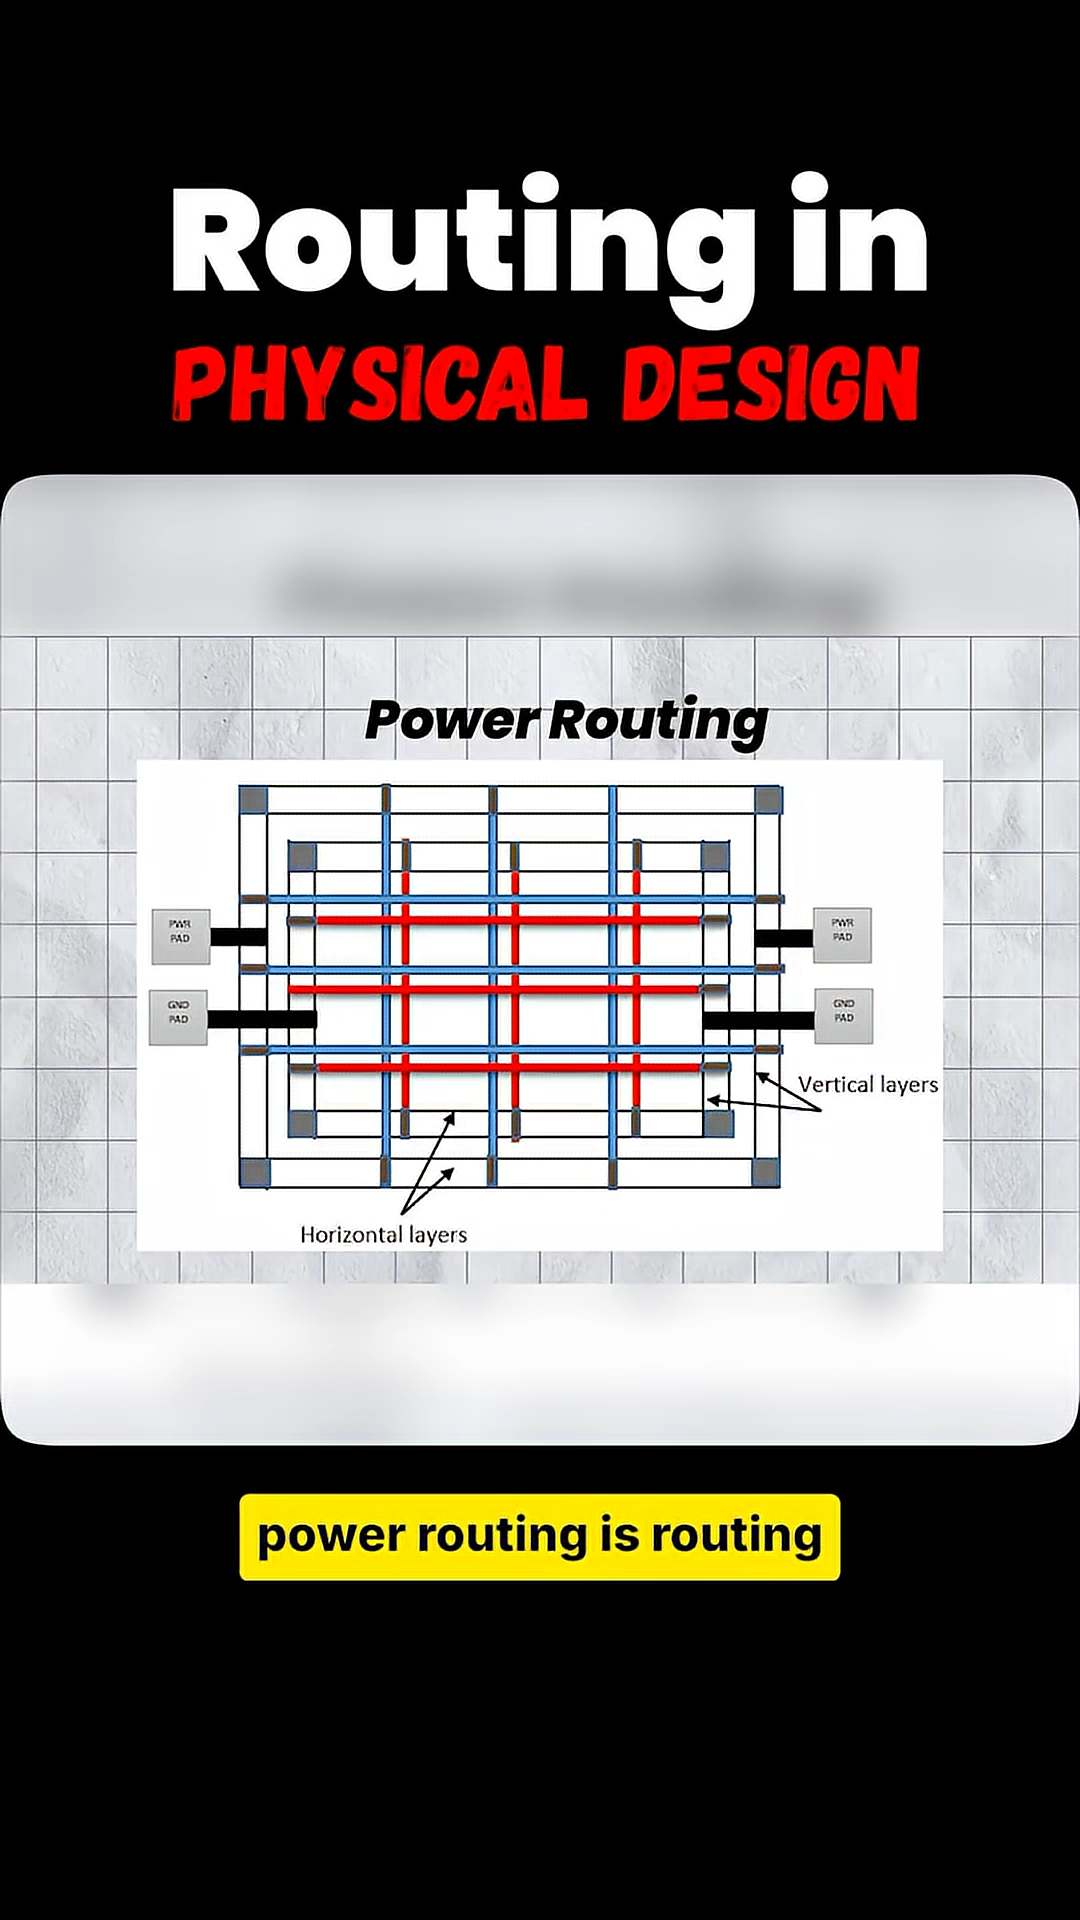 Routing in
PHYSICAL DESIGN
Power Routing
PWR
PAD
PWR
PAD
GND
PAD
GND
PAD
Vertical layers
Horizontal layers
power routing is routing